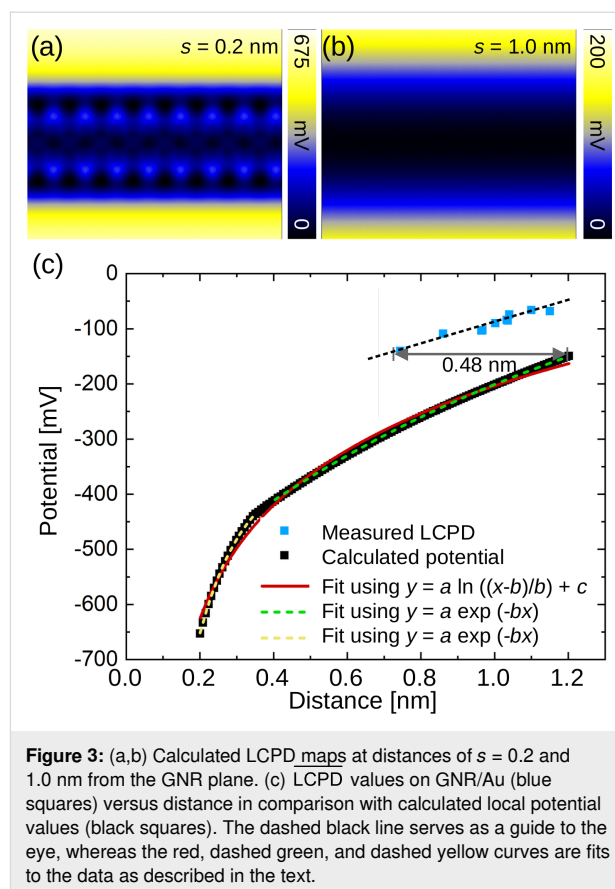 (a)
s = 0.2 nm
675
mV
0
(b)
s = 1.0 nm
200
mV
0
(c)
0
-100
-200
-300
-400
-500
-600
-700
Potential [mV]
0.48 nm
Measured LCPD
Calculated potential
Fit using y = a ln ((x-b)/b) + c
Fit using y = a exp (-bx)
Fit using y = a exp (-bx)
0.0 0.2 0.4 0.6 0.8 1.0 1.2
Distance [nm]
Figure 3: (a,b) Calculated LCPD maps at distances of s = 0.2 and
1.0 nm from the GNR plane. (c) LCPD values on GNR/Au (blue
squares) versus distance in comparison with calculated local potential
values (black squares). The dashed black line serves as a guide to the
eye, whereas the red, dashed green, and dashed yellow curves are fits
to the data as described in the text.